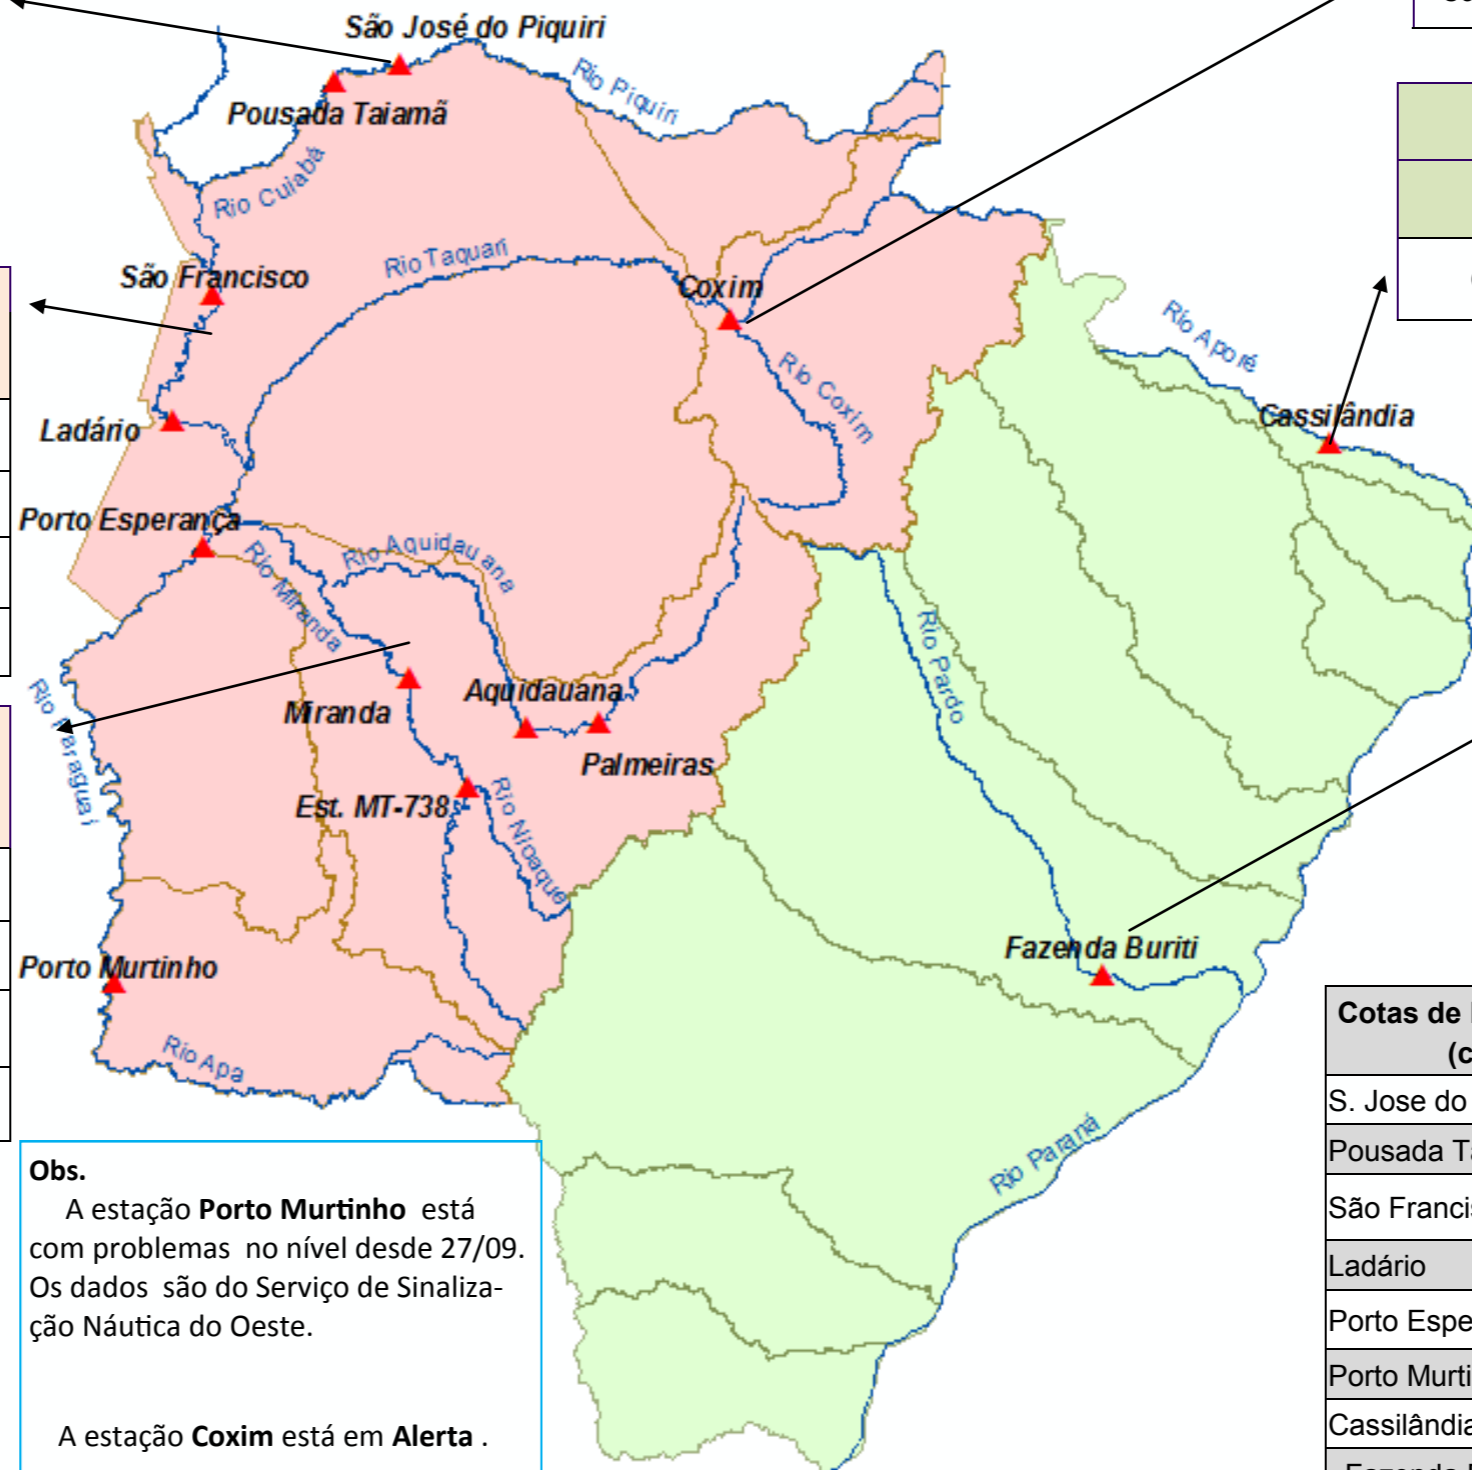 São José do Piquiri
Rio Piquiri
Pousada Taiamã
Rio Cuiabá
Rio Taquari
São Francisco
Coxim
Rio Aporé
Rio Coxim
Cassilândia
Ladário
Porto Esperança
Rio Aquidauana
Rio Miranda
Rio Pardo
Rio Paraguai
Aquidauana
Miranda
Palmeiras
Est. MT-738
Rio Nioaque
Fazenda Buriti
Porto Murtinho
Rio Apa
Rio Paraná
Obs.
A estação Porto Murtinho está
com problemas no nível desde 27/09.
Os dados são do Serviço de Sinaliza-
ção Náutica do Oeste.
A estação Coxim está em Alerta .
Cotas de
(c
S. Jose do
Pousada Ta
São Francis
Ladário
Porto Espe
Porto Murti
Cassilândia